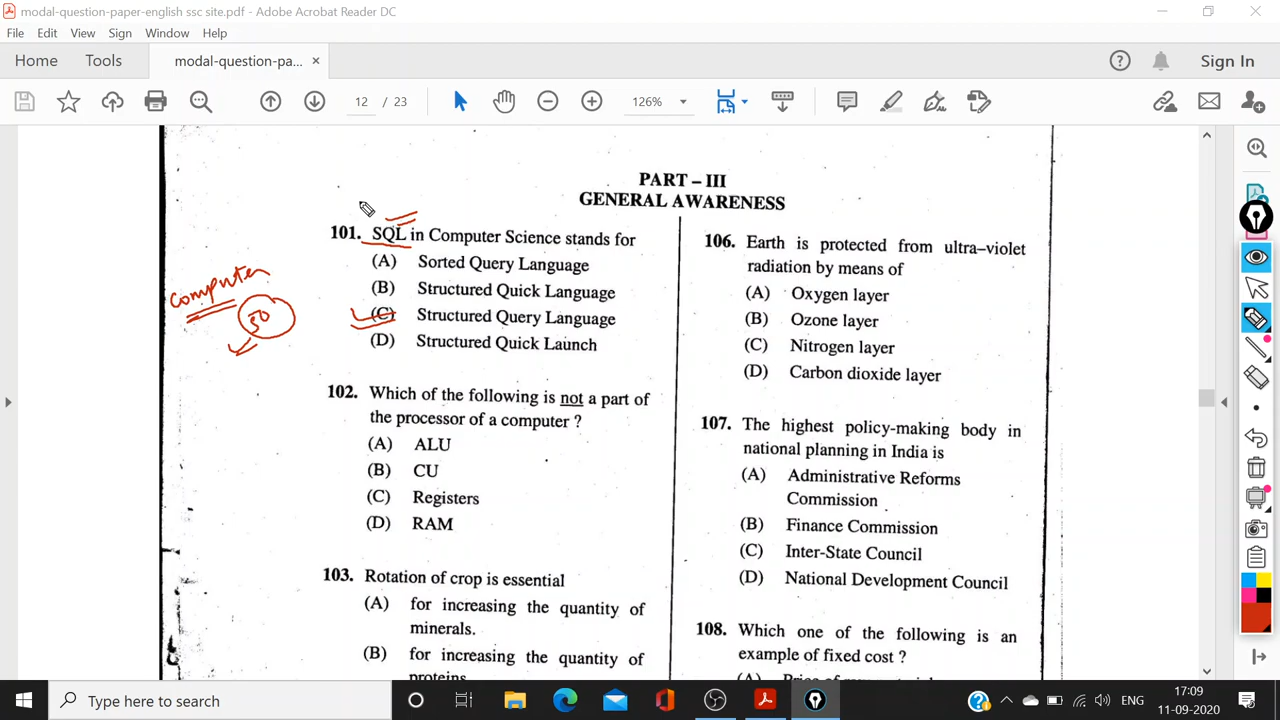 modal-question-paper-english ssc site.pdf - Adobe Acrobat Reader DC
File Edit View Sign Window Help
Home Tools modal-question-pa... × Sign In
12 / 23 126%
PART – III
GENERAL AWARENESS
101. SQL in Computer Science stands for
(A) Sorted Query Language
(B) Structured Quick Language
(C) Structured Query Language
(D) Structured Quick Launch
computer
50
102. Which of the following is not a part of
the processor of a computer ?
(A) ALU
(B) CU
(C) Registers
(D) RAM
103. Rotation of crop is essential
(A) for increasing the quantity of
minerals.
(B) for increasing the quantity of
proteins
106. Earth is protected from ultra–violet
radiation by means of
(A) Oxygen layer
(B) Ozone layer
(C) Nitrogen layer
(D) Carbon dioxide layer
107. The highest policy-making body in
national planning in India is
(A) Administrative Reforms
Commission
(B) Finance Commission
(C) Inter-State Council
(D) National Development Council
108. Which one of the following is an
example of fixed cost ?
Type here to search
ENG
17:09
11-09-2020